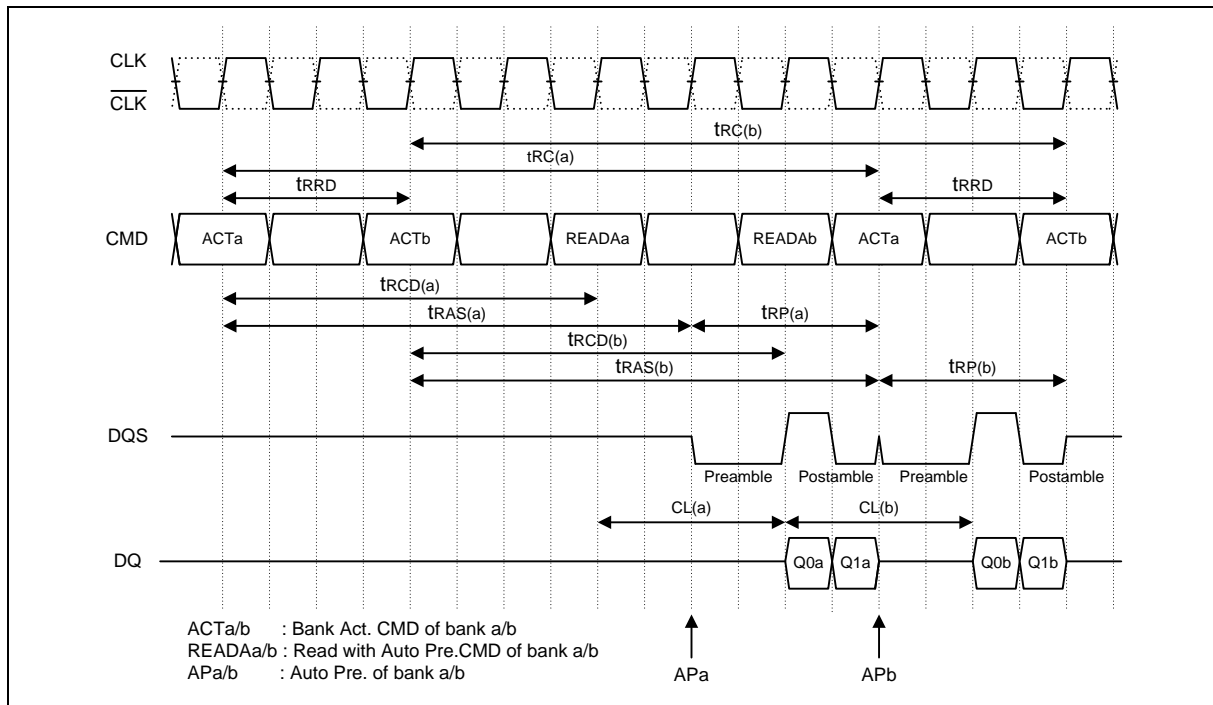 CLK
CLK
tRC(b)
tRC(a)
tRRD
tRRD
CMD
ACTa
ACTb
READAa
READAb
ACTa
ACTb
tRCD(a)
tRAS(a)
tRP(a)
tRCD(b)
tRAS(b)
tRP(b)
DQS
Preamble
Postamble
Preamble
Postamble
CL(a)
CL(b)
DQ
Q0a
Q1a
Q0b
Q1b
ACTa/b : Bank Act. CMD of bank a/b
READAa/b : Read with Auto Pre.CMD of bank a/b
APa/b : Auto Pre. of bank a/b
APa
APb